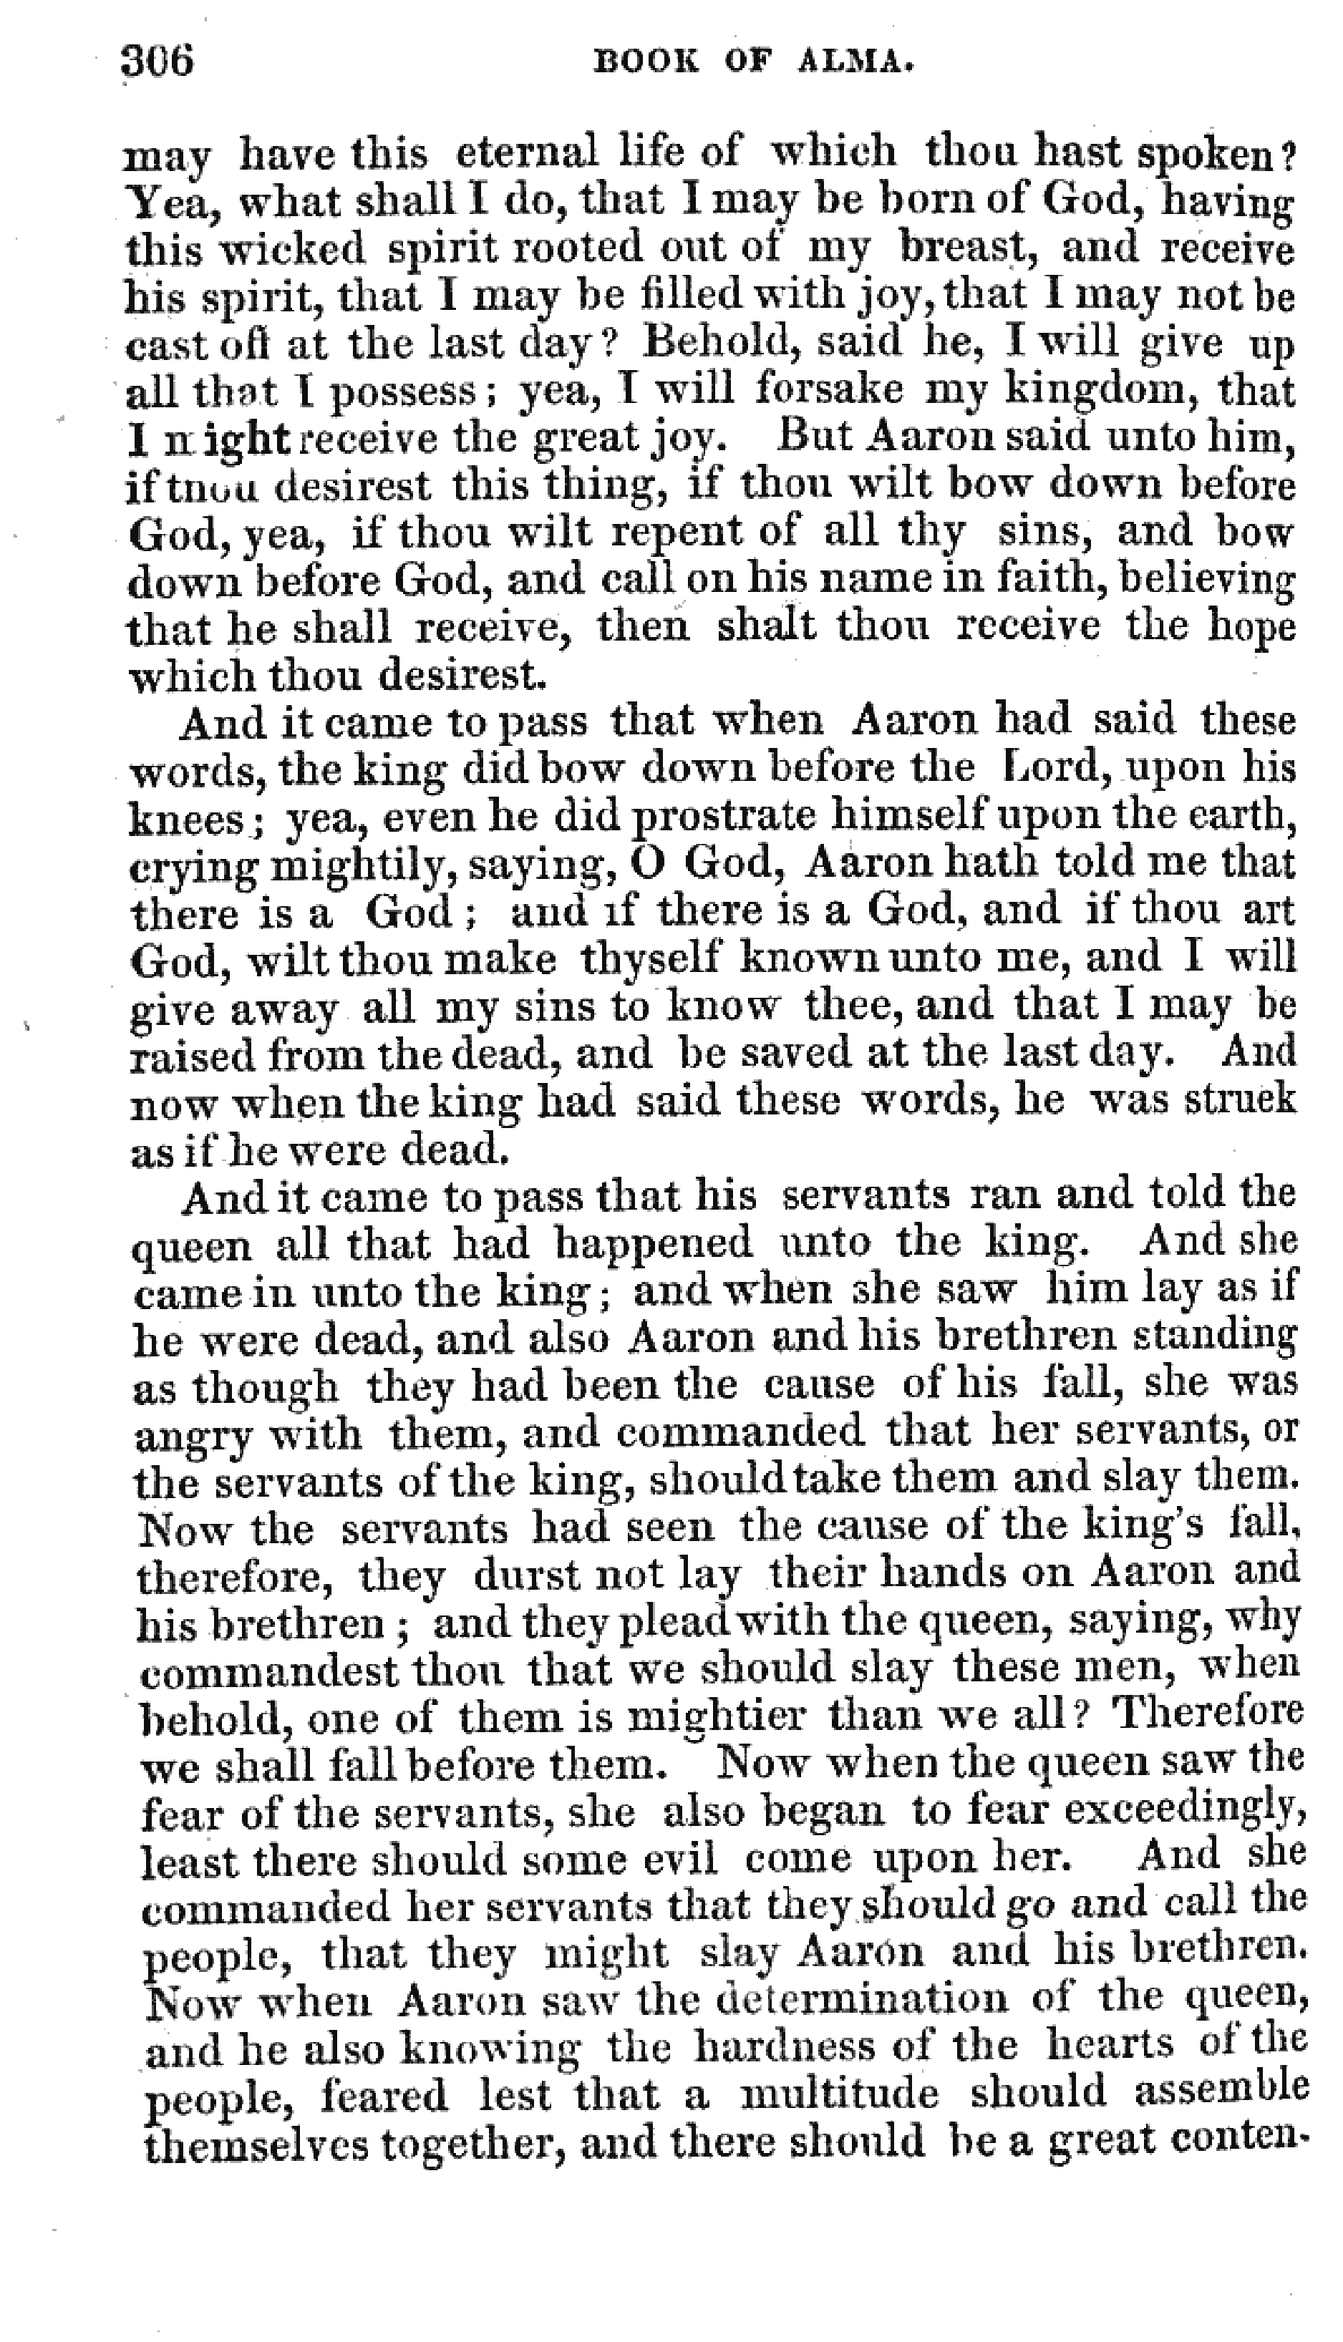 306 BOOK OF ALMA.
may have this eternal life of which thou hast spoken?
Yea, what shall I do, that I may be born of God, having
this wicked spirit rooted out of my breast, and receive
his spirit, that I may be filled with joy, that I may not be
cast off at the last day? Behold, said he, I will give up
all that I possess; yea, I will forsake my kingdom, that
I might receive the great joy. But Aaron said unto him,
if thou desirest this thing, if thou wilt bow down before
God, yea, if thou wilt repent of all thy sins, and bow
down before God, and call on his name in faith, believing
that he shall receive, then shalt thou receive the hope
which thou desirest.
And it came to pass that when Aaron had said these
words, the king did bow down before the Lord, upon his
knees; yea, even he did prostrate himself upon the earth,
crying mightily, saying, O God, Aaron hath told me that
there is a God; and if there is a God, and if thou art
God, wilt thou make thyself known unto me, and I will
give away all my sins to know thee, and that I may be
raised from the dead, and be saved at the last day. And
now when the king had said these words, he was struek
as if he were dead.
And it came to pass that his servants ran and told the
queen all that had happened unto the king. And she
came in unto the king; and when she saw him lay as if
he were dead, and also Aaron and his brethren standing
as though they had been the cause of his fall, she was
angry with them, and commanded that her servants, or
the servants of the king, should take them and slay them.
Now the servants had seen the cause of the king's fall,
therefore, they durst not lay their hands on Aaron and
his brethren; and they plead with the queen, saying, why
commandest thou that we should slay these men, when
behold, one of them is mightier than we all? Therefore
we shall fall before them. Now when the queen saw the
fear of the servants, she also began to fear exceedingly,
least there should some evil come upon her. And she
commanded her servants that they should go and call the
people, that they might slay Aaron and his brethren.
Now when Aaron saw the determination of the queen,
and he also knowing the hardness of the hearts of the
people, feared lest that a multitude should assemble
themselves together, and there should be a great conten-